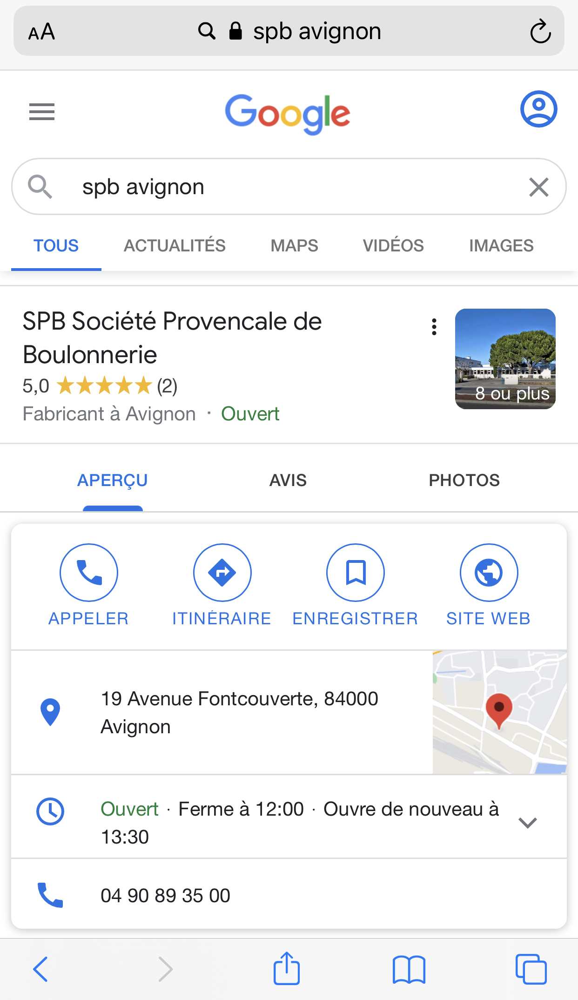 AA spb avignon
Google
spb avignon
TOUS ACTUALITÉS MAPS VIDÉOS IMAGES
SPB Société Provencale de
Boulonnerie
5,0 (2)
Fabricant à Avignon · Ouvert
8 ou plus
APERÇU AVIS PHOTOS
APPELER ITINÉRAIRE ENREGISTRER SITE WEB
19 Avenue Fontcouverte, 84000
Avignon
Ouvert · Ferme à 12:00 · Ouvre de nouveau à
13:30
04 90 89 35 00